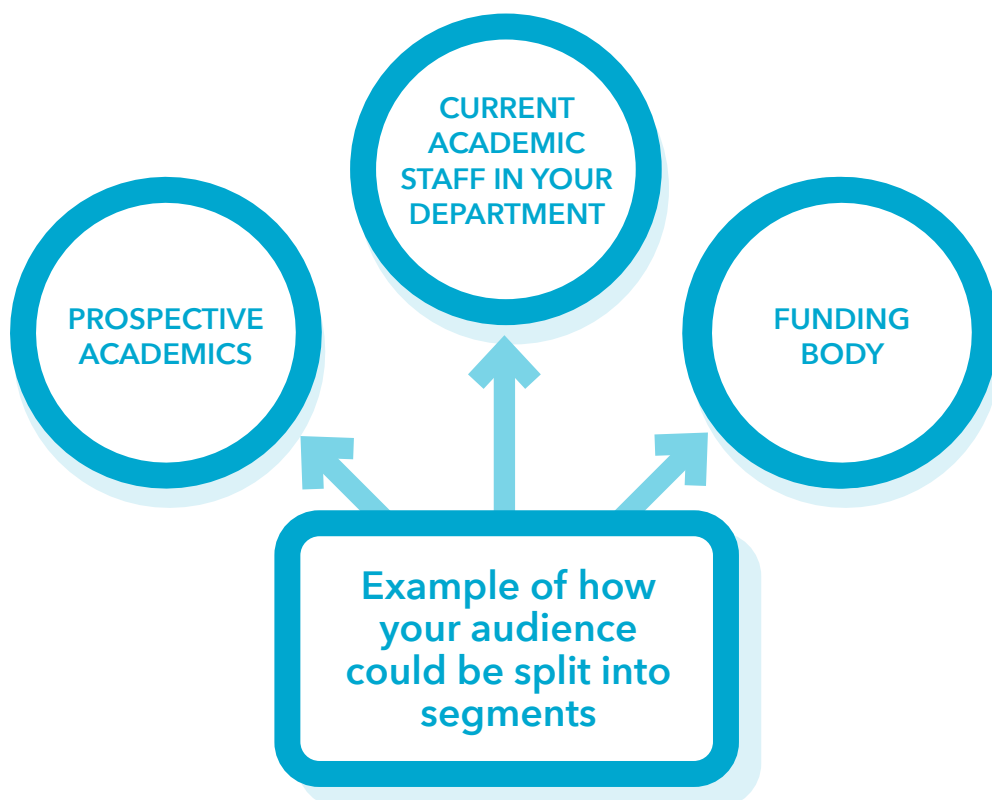 CURRENT
ACADEMIC
STAFF IN YOUR
DEPARTMENT
PROSPECTIVE
ACADEMICS
FUNDING
BODY
Example of how
your audience
could be split into
segments